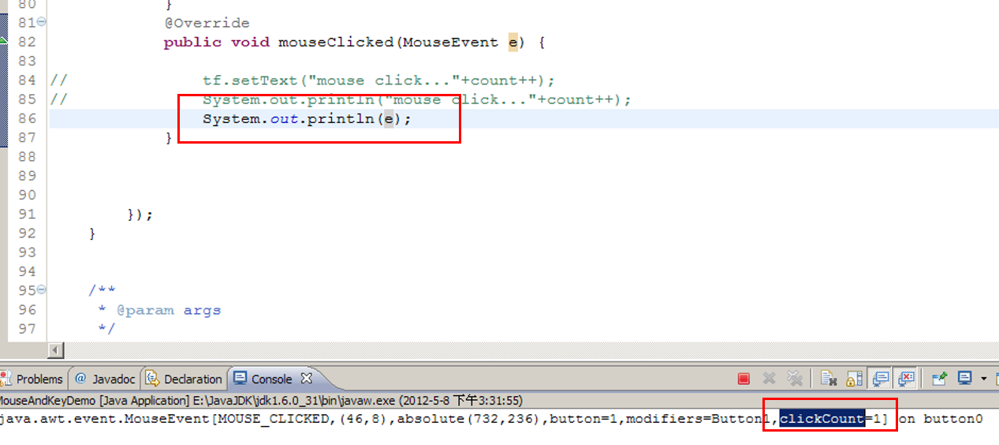 80 }
81 @Override
82 public void mouseClicked(MouseEvent e) {
83
84 // tf.setText("mouse click..."+count++);
85 // System.out.println("mouse click..."+count++);
86 System.out.println(e);
87 }
88
89
90
91 });
92 }
93
94
95 /**
96 * @param args
97 */
Problems @ Javadoc Declaration Console
MouseAndKeyDemo [Java Application] E:\JavaJDK\jdk1.6.0_31\bin\javaw.exe (2012-5-8 下午3:31:55)
java.awt.event.MouseEvent[MOUSE_CLICKED,(46,8),absolute(732,236),button=1,modifiers=Button1,clickCount=1] on button0